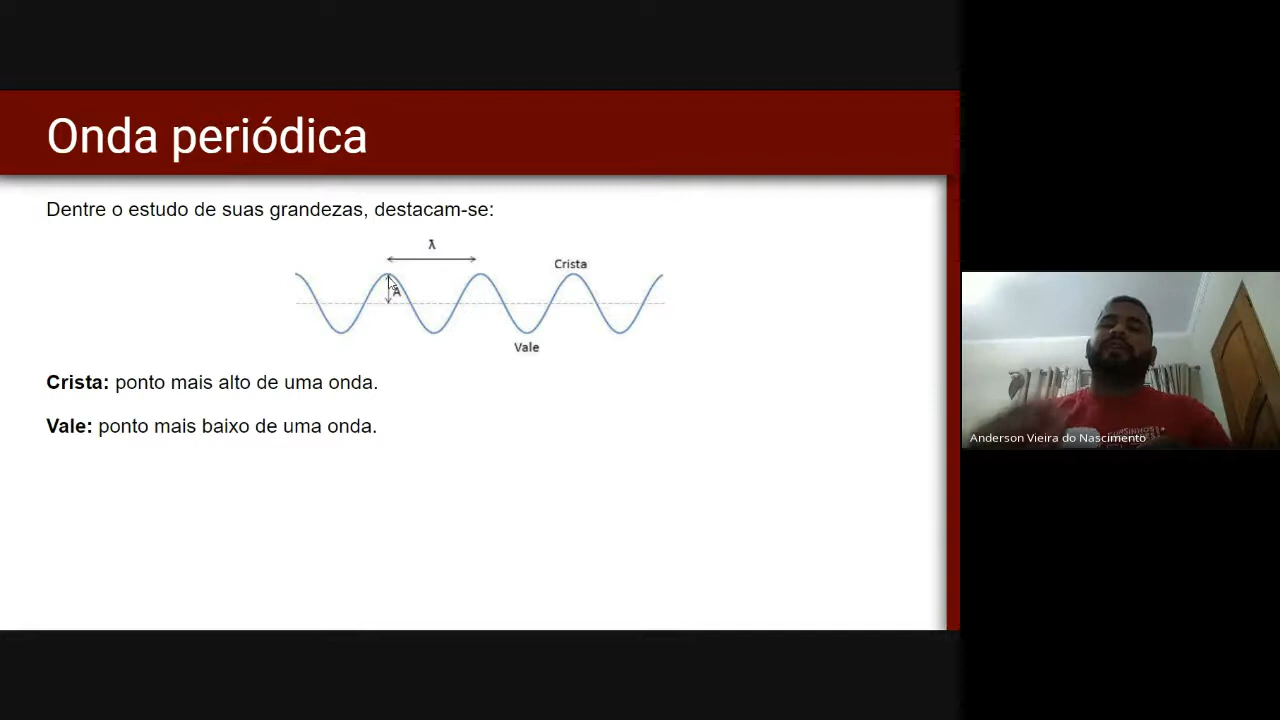 Onda periódica
Dentre o estudo de suas grandezas, destacam-se:
λ
Crista
A
Vale
Crista: ponto mais alto de uma onda.
Vale: ponto mais baixo de uma onda.
Anderson Vieira do Nascimento